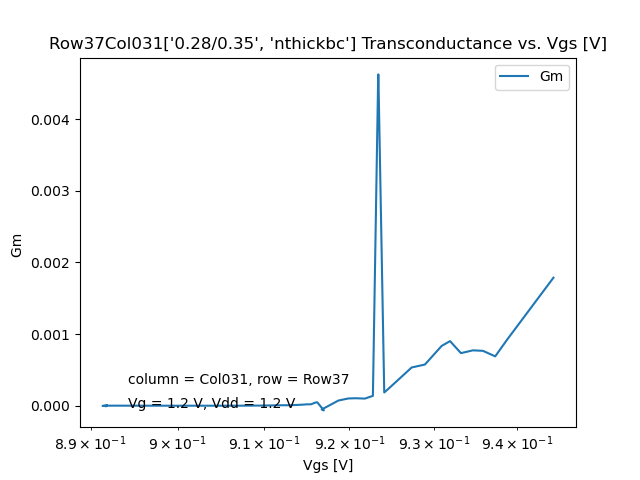 Row37Col031['0.28/0.35', 'nthickbc'] Transconductance vs. Vgs [V]
Gm
0.004
0.003
Gm
0.002
0.001
column = Col031, row = Row37
0.000
Vg = 1.2 V, Vdd = 1.2 V
8.9 × 10⁻¹ 9 × 10⁻¹ 9.1 × 10⁻¹ 9.2 × 10⁻¹ 9.3 × 10⁻¹ 9.4 × 10⁻¹
Vgs [V]